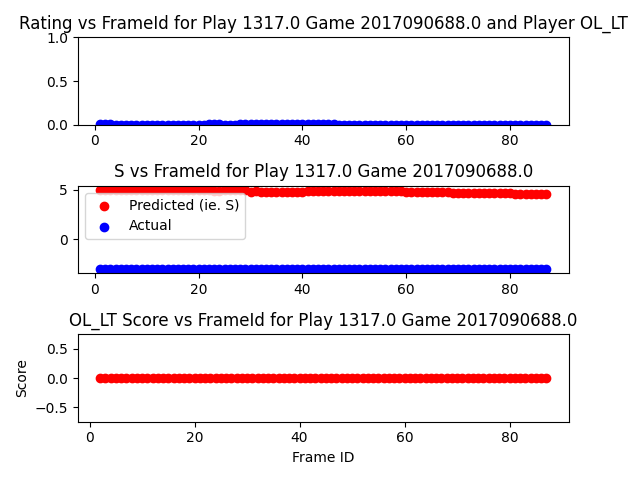 Rating vs FrameId for Play 1317.0 Game 2017090688.0 and Player OL_LT
1.0
0.5
0.0
0 20 40 60 80
S vs FrameId for Play 1317.0 Game 2017090688.0
5
0
Predicted (ie. S)
Actual
0 20 40 60 80
OL_LT Score vs FrameId for Play 1317.0 Game 2017090688.0
0.5
0.0
−0.5
Score
0 20 40 60 80
Frame ID